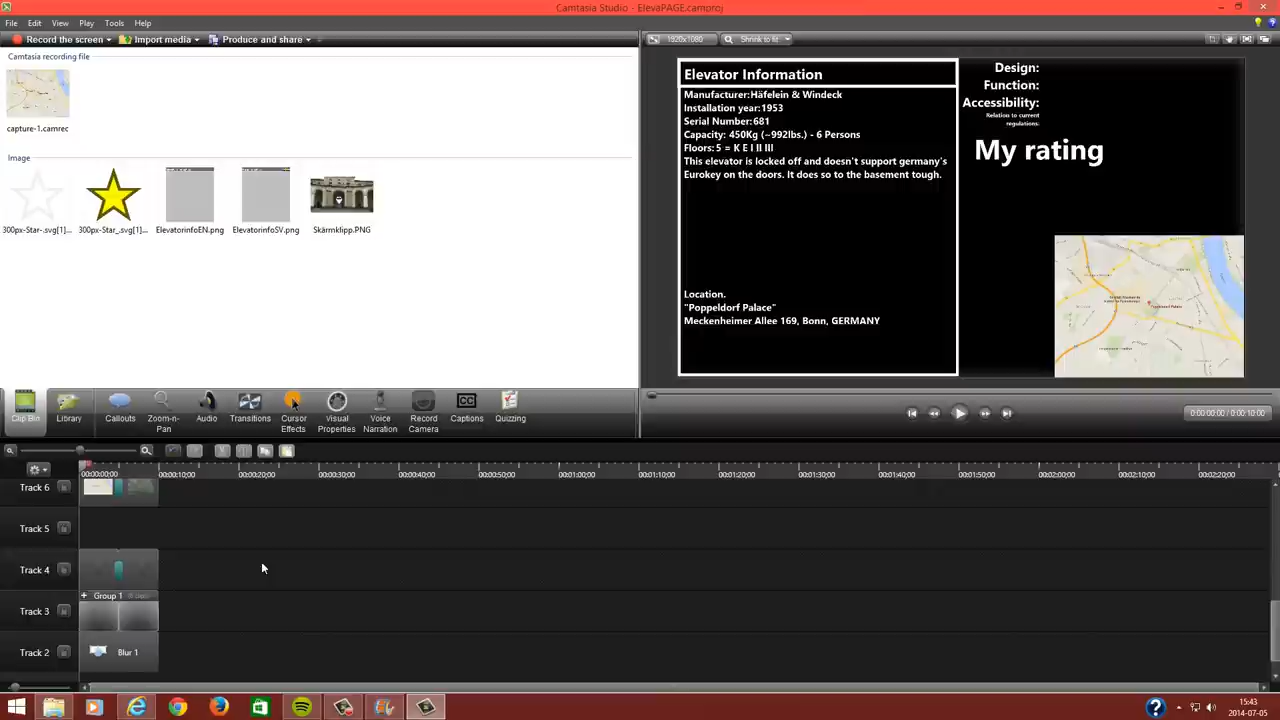 Camtasia Studio - ElevaPAGE.camproj
File Edit View Play Tools Help
Record the screen Import media Produce and share
1920x1080 Shrink to fit
Camtasia recording file
capture-1.camrec
Image
300px-Star-.svg[1]... 300px-Star_.svg[1]... ElevatorinfoEN.png ElevatorinfoSV.png Skärmklipp.PNG
Elevator Information
Manufacturer:Häfelein & Windeck
Installation year:1953
Serial Number:681
Capacity: 450Kg (~992lbs.) - 6 Persons
Floors: 5 = K E I II III
This elevator is locked off and doesn't support germany's
Eurokey on the doors. It does so to the basement tough.
Location.
"Poppeldorf Palace"
Meckenheimer Allee 169, Bonn, GERMANY
Design:
Function:
Accessibility:
Relation to current
regulations:
My rating
Poppelsdorf Palace
Clip Bin Library Callouts Zoom-n-Pan Audio Transitions Cursor Effects Visual Properties Voice Narration Record Camera Captions Quizzing
0:00:00;00 / 0:00:10;00
00:00:00;00 00:00:10;00 00:00:20;00 00:00:30;00 00:00:40;00 00:00:50;00 00:01:00;00 00:01:10;00 00:01:20;00 00:01:30;00 00:01:40;00 00:01:50;00 00:02:00;00 00:02:10;00 00:02:20;00
Track 6
Track 5
Track 4
Group 1
Track 3
Track 2 Blur 1
15:43
2014-07-05